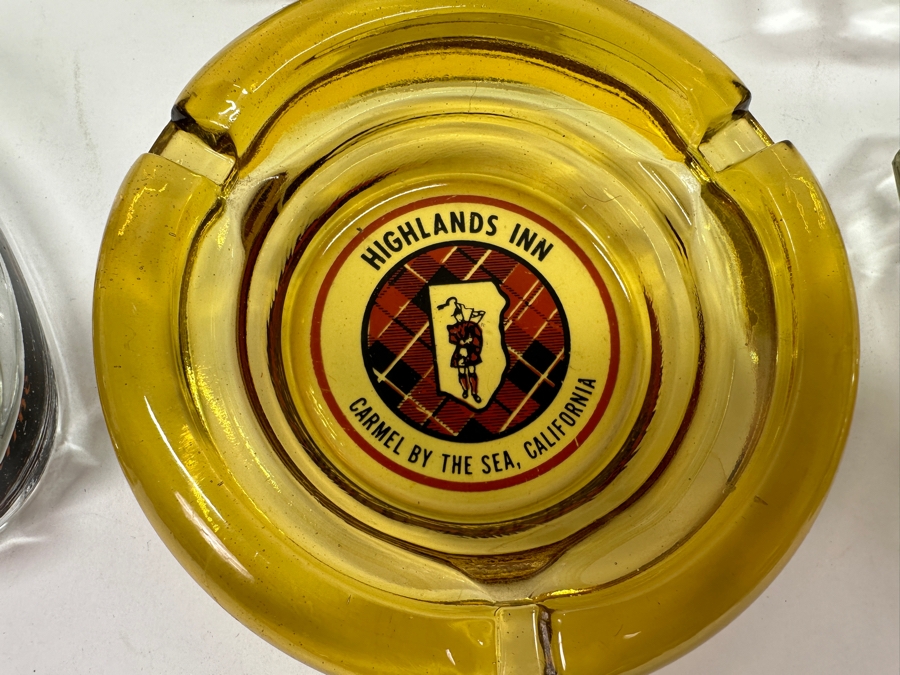 HIGHLANDS INN
CARMEL BY THE SEA, CALIFORNIA